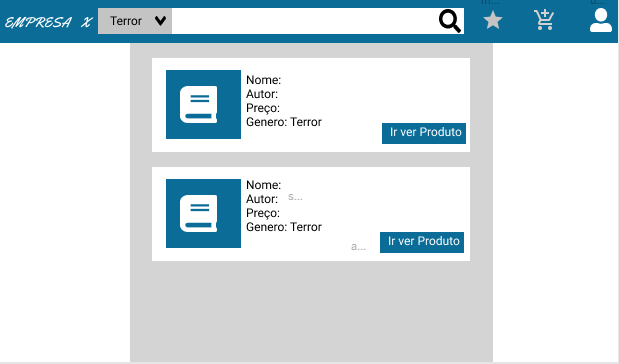 EMPRESA X
Terror
Nome:
Autor:
Preço:
Genero: Terror
Ir ver Produto
Nome:
Autor: s...
Preço:
Genero: Terror
a...
Ir ver Produto